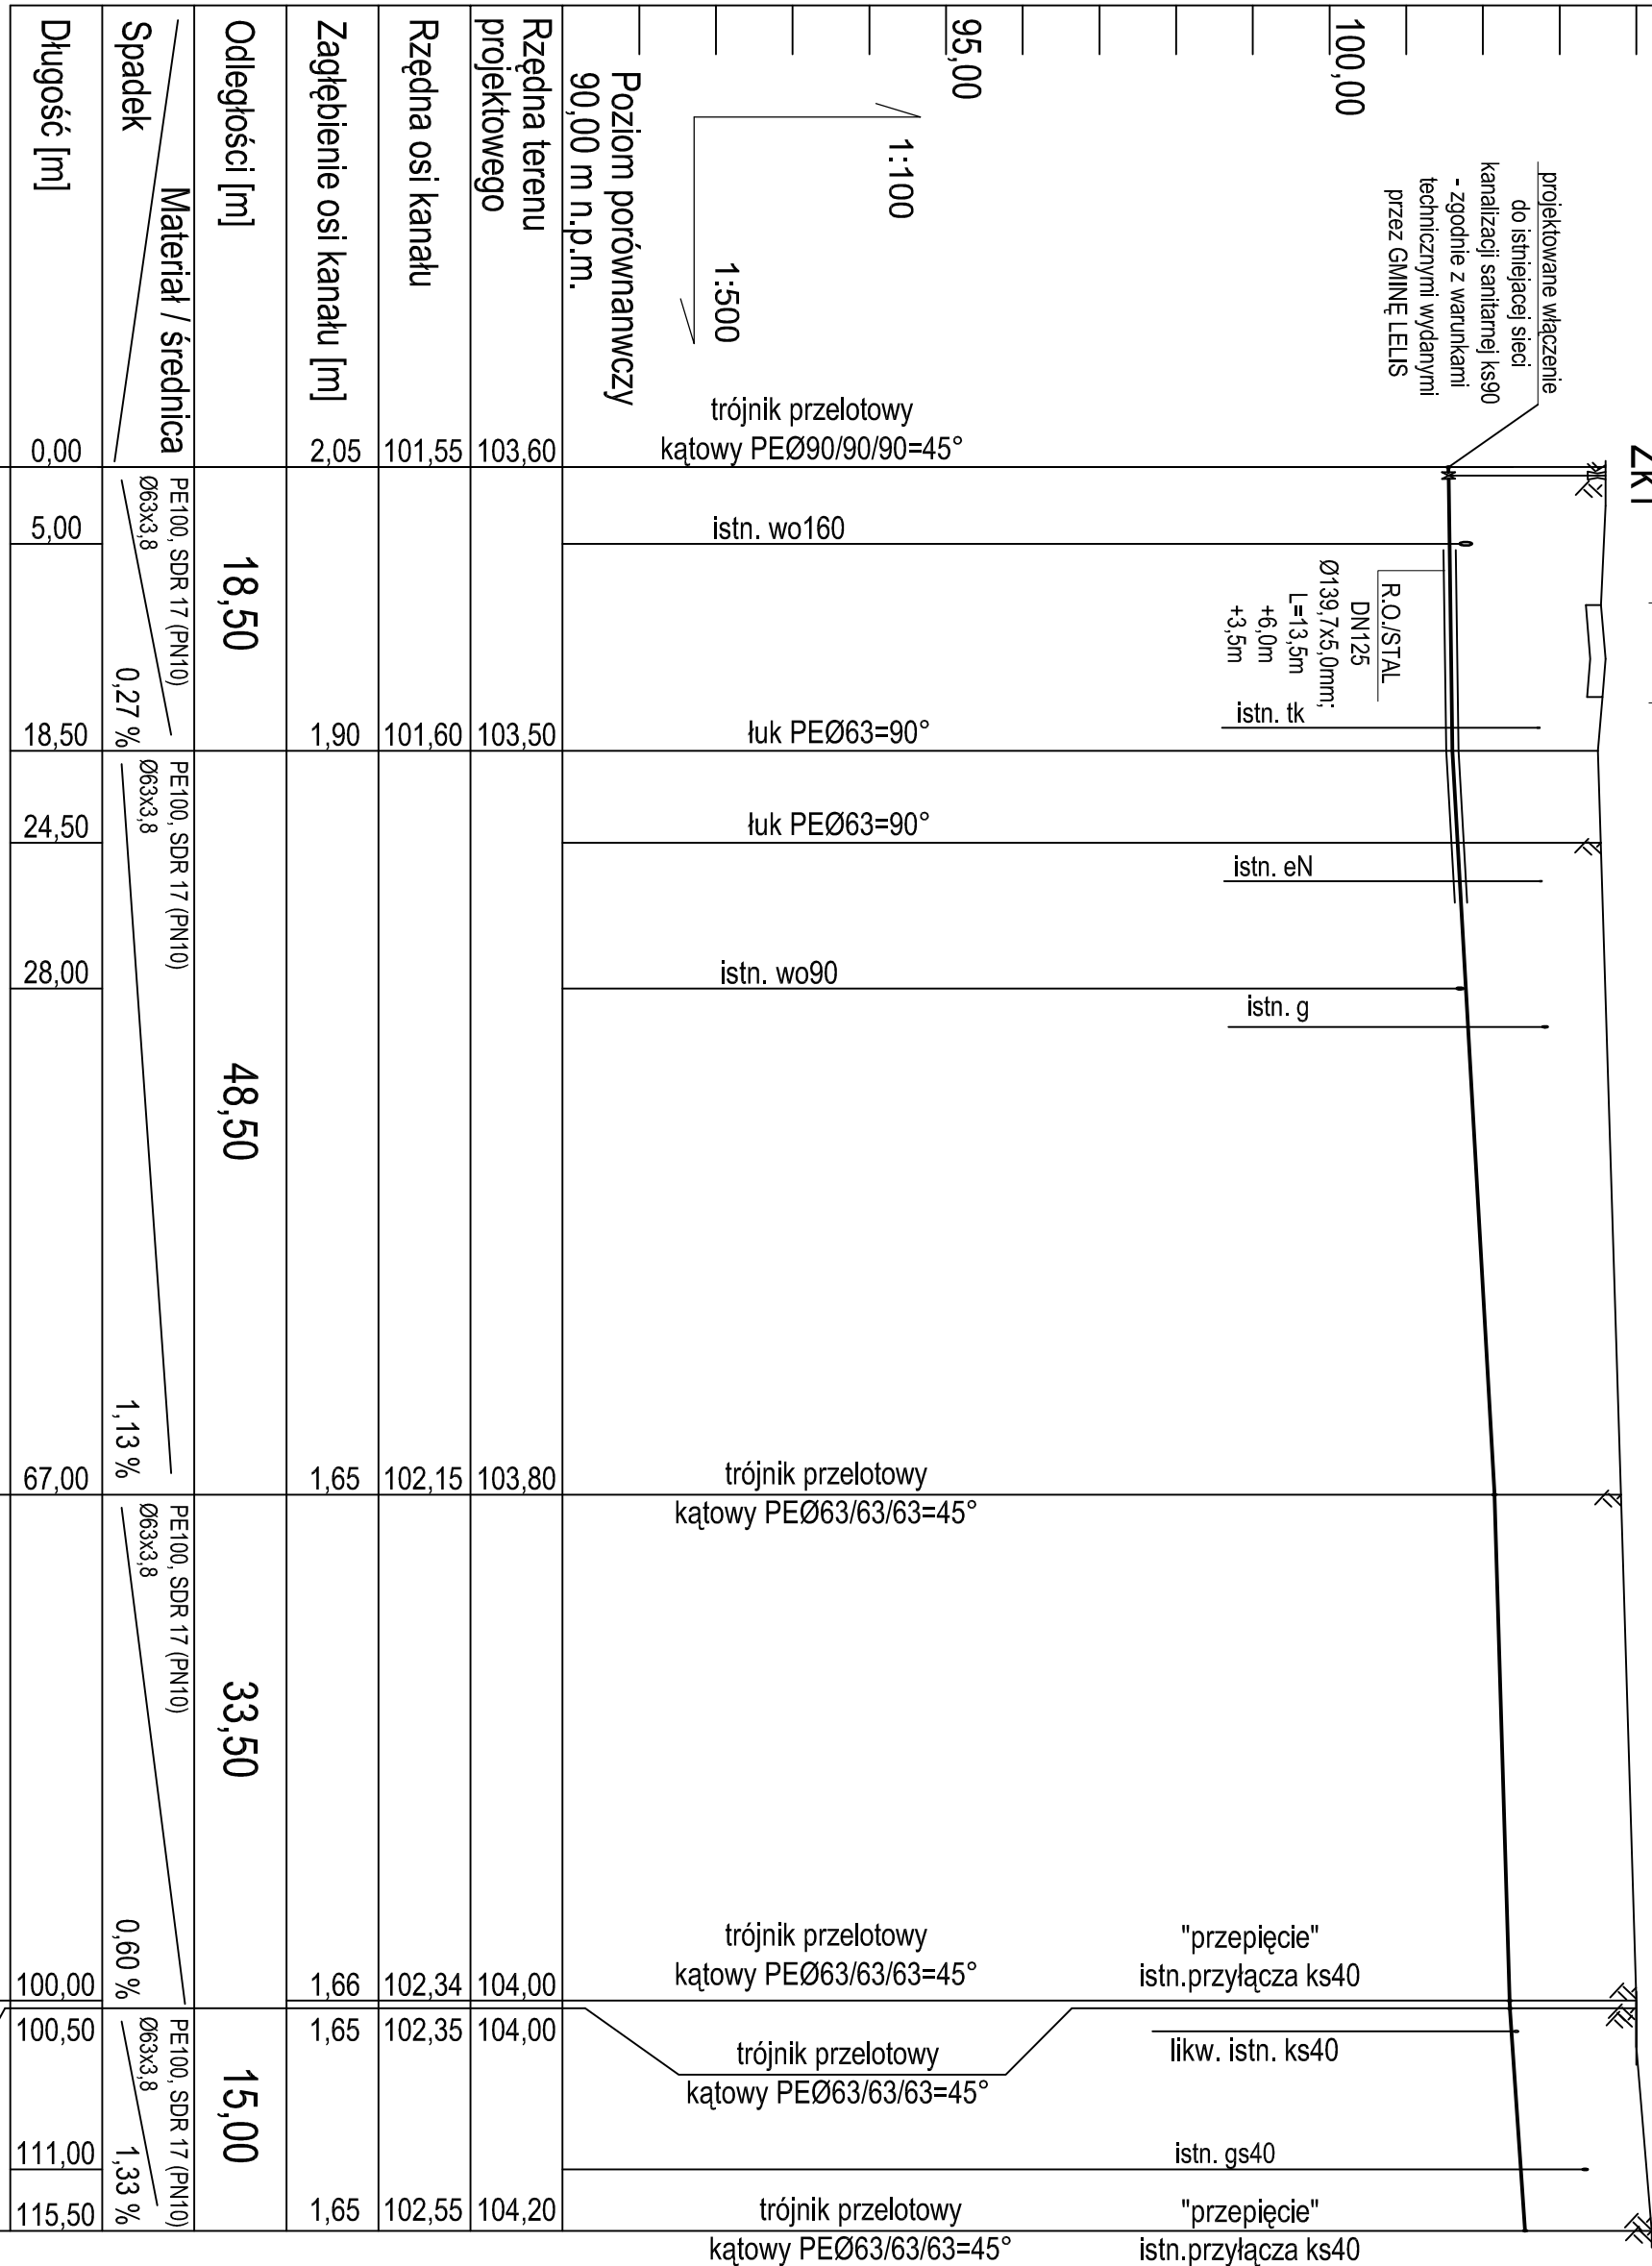 Zk1
100,00
95,00
projektowane włączenie
do istniejacej sieci
kanalizacji sanitarnej ks90
- zgodnie z warunkami
technicznymi wydanymi
przez GMINĘ LELIS
1:100
1:500
Poziom porównanwczy
90,00 m n.p.m.
R.O./STAL
DN125
Ø139,7x5,0mm;
L=13,5m
+6,0m
+3,5m
trójnik przelotowy
kątowy PEØ90/90/90=45°
istn. wo160
istn. tk
łuk PEØ63=90°
łuk PEØ63=90°
istn. eN
istn. wo90
istn. g
trójnik przelotowy
kątowy PEØ63/63/63=45°
trójnik przelotowy
kątowy PEØ63/63/63=45°
"przepięcie"
istn.przyłącza ks40
likw. istn. ks40
trójnik przelotowy
kątowy PEØ63/63/63=45°
istn. gs40
trójnik przelotowy
kątowy PEØ63/63/63=45°
"przepięcie"
istn.przyłącza ks40
Rzędna terenu
projektowego
103,60
103,50
103,80
104,00
104,00
104,20
Rzędna osi kanału
101,55
101,60
102,15
102,34
102,35
102,55
Zagłębienie osi kanału [m]
2,05
1,90
1,65
1,66
1,65
1,65
Odległości [m]
18,50
48,50
33,50
15,00
Materiał / średnica
Spadek
PE100, SDR 17 (PN10)
Ø63x3,8
0,27 %
PE100, SDR 17 (PN10)
Ø63x3,8
1,13 %
PE100, SDR 17 (PN10)
Ø63x3,8
0,60 %
PE100, SDR 17 (PN10)
Ø63x3,8
1,33 %
Długość [m]
0,00
5,00
18,50
24,50
28,00
67,00
100,00
100,50
111,00
115,50